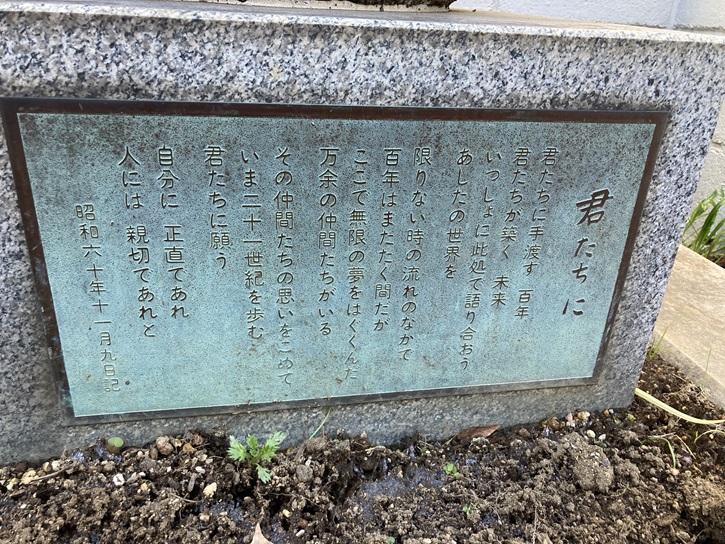 君たちに
君たちに手渡す 百年
君たちが築く 未来
いっしょに此処で語り合おう
あしたの世界を
限りない時の流れのなかで
百年はまたたく間だが
ここで無限の夢をはぐくんだ
万余の仲間たちがいる
その仲間たちの思いをこめて
いま二十一世紀を歩む
君たちに願う
自分に 正直であれ
人には 親切であれと
昭和六十年十一月九日記